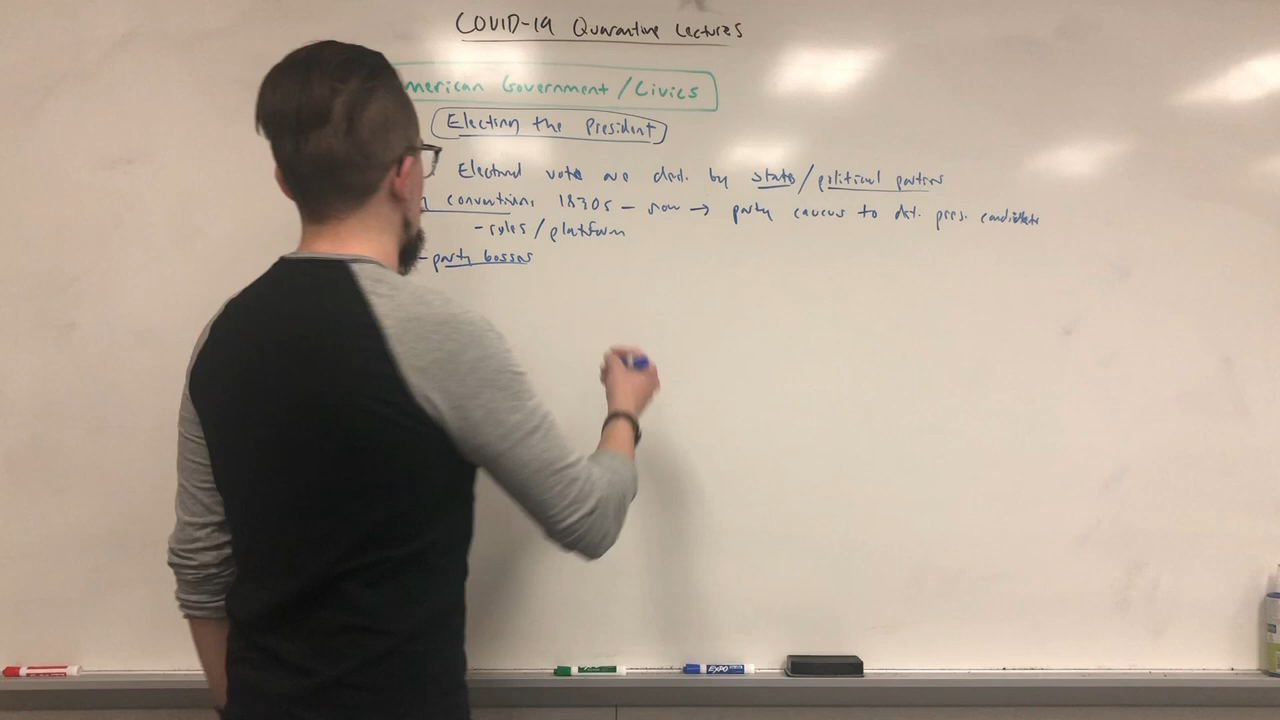 COVID-19 Quarantine Lectures
merican Government / Civics
Electing the President
Electoral vote are det. by state / political parties
conventions 1830s - now → party caucus to det. pres. candidate
- rules / platform
- party bosses
EXPO